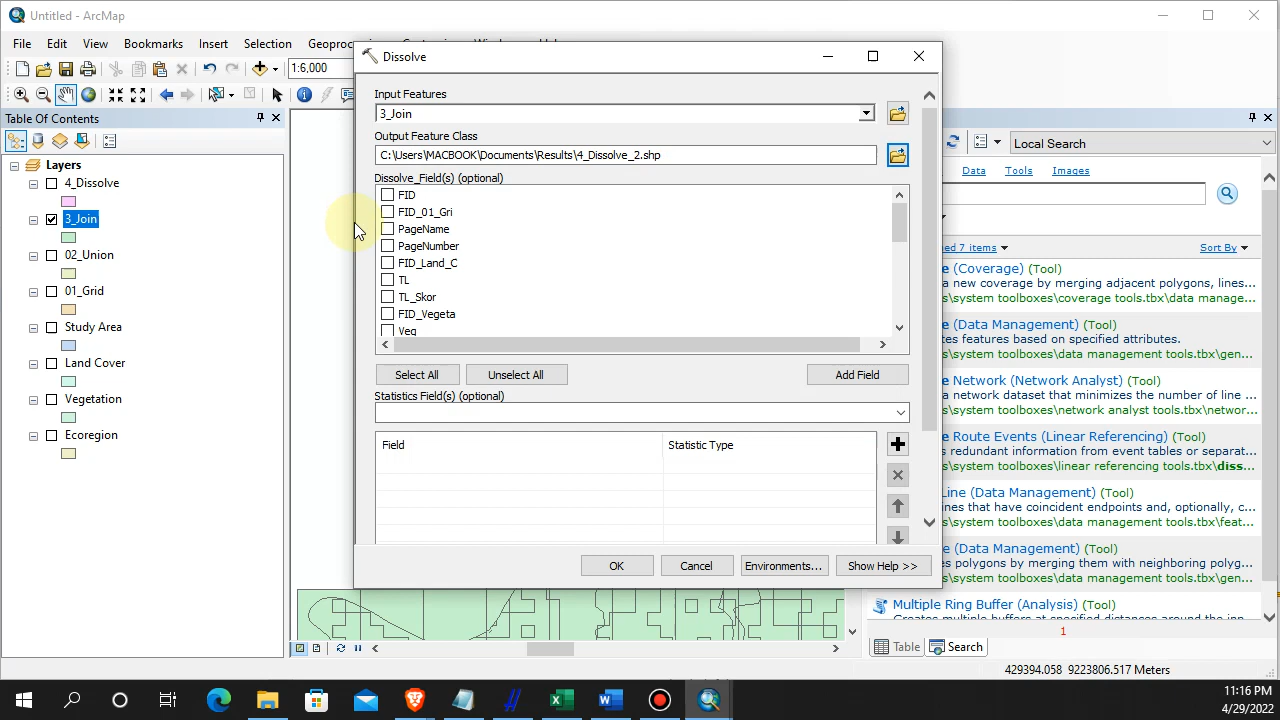 Untitled - ArcMap
File Edit View Bookmarks Insert Selection
1:6,000
Table Of Contents
Layers
4_Dissolve
3_Join
02_Union
01_Grid
Study Area
Land Cover
Vegetation
Ecoregion
Dissolve
Input Features
3_Join
Output Feature Class
C:\Users\MACBOOK\Documents\Results\4_Dissolve_2.shp
Dissolve_Field(s) (optional)
FID
FID_01_Gri
PageName
PageNumber
FID_Land_C
TL
TL_Skor
FID_Vegeta
Veg
Select All Unselect All Add Field
Statistics Field(s) (optional)
Field Statistic Type
OK Cancel Environments... Show Help >>
Local Search
Data Tools Images
ed 7 items Sort By
e (Coverage) (Tool)
a new coverage by merging adjacent polygons, lines...
s\system toolboxes\coverage tools.tbx\data manage...
e (Data Management) (Tool)
tes features based on specified attributes.
s\system toolboxes\data management tools.tbx\gen...
e Network (Network Analyst) (Tool)
a network dataset that minimizes the number of line ...
s\system toolboxes\network analyst tools.tbx\networ...
e Route Events (Linear Referencing) (Tool)
s redundant information from event tables or separat...
s\system toolboxes\linear referencing tools.tbx\diss...
Line (Data Management) (Tool)
ines that have coincident endpoints and, optionally, c...
s\system toolboxes\data management tools.tbx\feat...
e (Data Management) (Tool)
es polygons by merging them with neighboring polyg...
s\system toolboxes\data management tools.tbx\gen...
Multiple Ring Buffer (Analysis) (Tool)
1
Table Search
429394.058 9223806.517 Meters
11:16 PM
4/29/2022